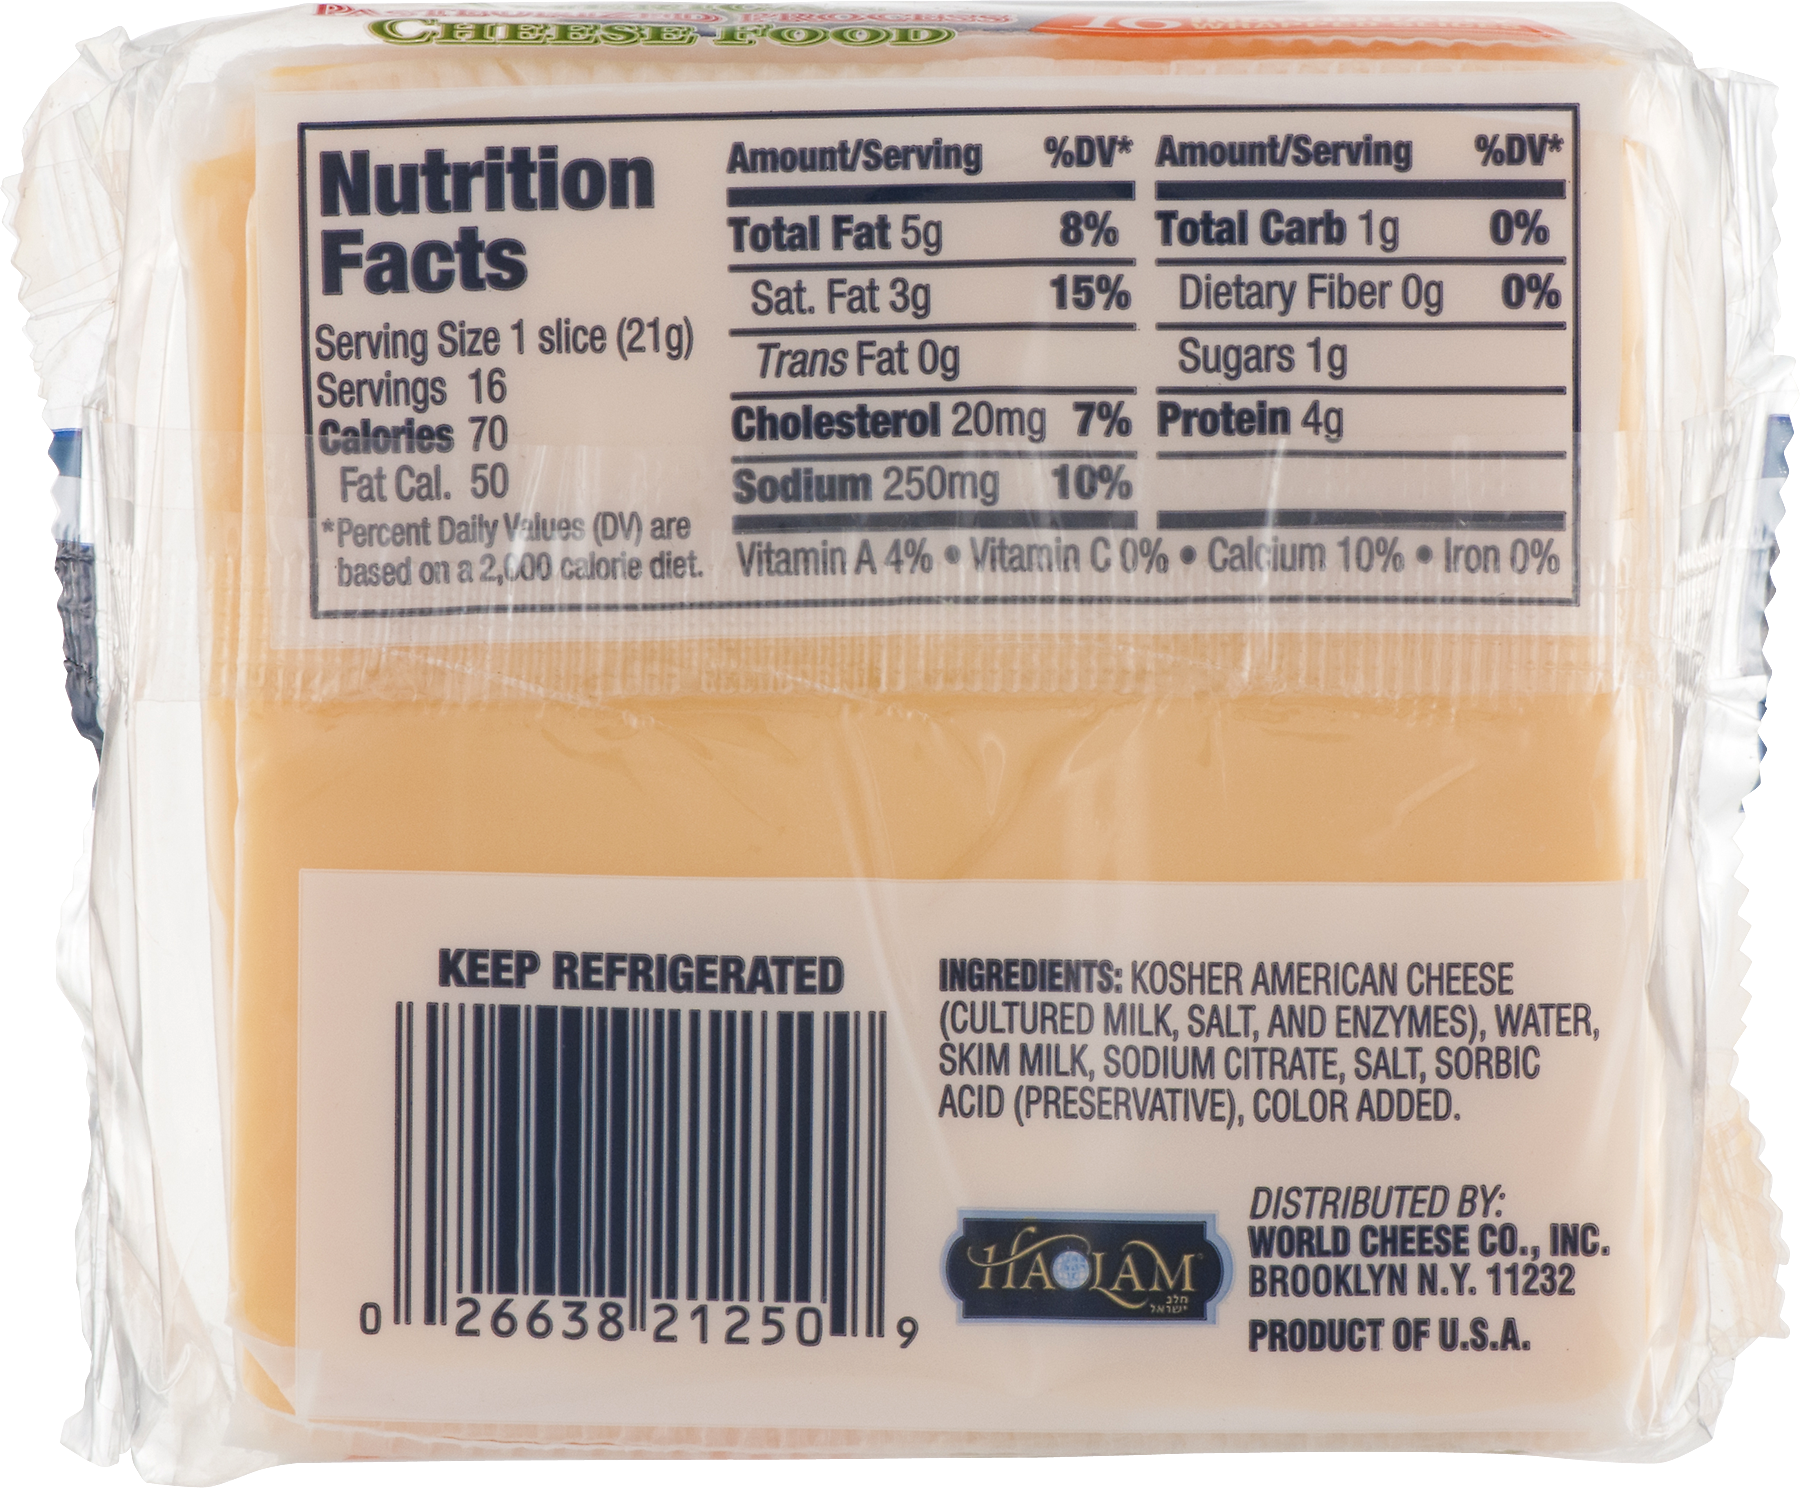 PASTEURIZED PROCESS
CHEESE FOOD
16
Nutrition
Facts
Serving Size 1 slice (21g)
Servings 16
Calories 70
Fat Cal. 50
*Percent Daily Values (DV) are
based on a 2,000 calorie diet.
Amount/Serving %DV*
Total Fat 5g 8%
Sat. Fat 3g 15%
Trans Fat 0g
Cholesterol 20mg 7%
Sodium 250mg 10%
Amount/Serving %DV*
Total Carb 1g 0%
Dietary Fiber 0g 0%
Sugars 1g
Protein 4g
Vitamin A 4% • Vitamin C 0% • Calcium 10% • Iron 0%
KEEP REFRIGERATED
0 26638 21250 9
INGREDIENTS: KOSHER AMERICAN CHEESE
(CULTURED MILK, SALT, AND ENZYMES), WATER,
SKIM MILK, SODIUM CITRATE, SALT, SORBIC
ACID (PRESERVATIVE), COLOR ADDED.
HAOLAM
חלב
ישראל
DISTRIBUTED BY:
WORLD CHEESE CO., INC.
BROOKLYN N.Y. 11232
PRODUCT OF U.S.A.